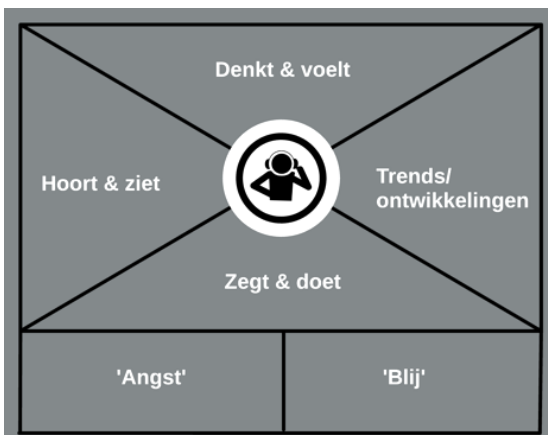 Denkt & voelt
Hoort & ziet
Trends/
ontwikkelingen
Zegt & doet
'Angst'
'Blij'